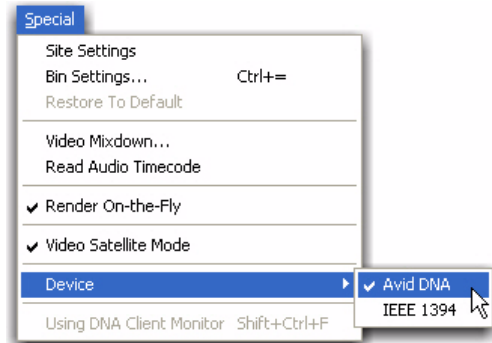 Special
Site Settings
Bin Settings... Ctrl+=
Restore To Default
Video Mixdown...
Read Audio Timecode
Render On-the-Fly
Video Satellite Mode
Device
Avid DNA
IEEE 1394
Using DNA Client Monitor Shift+Ctrl+F